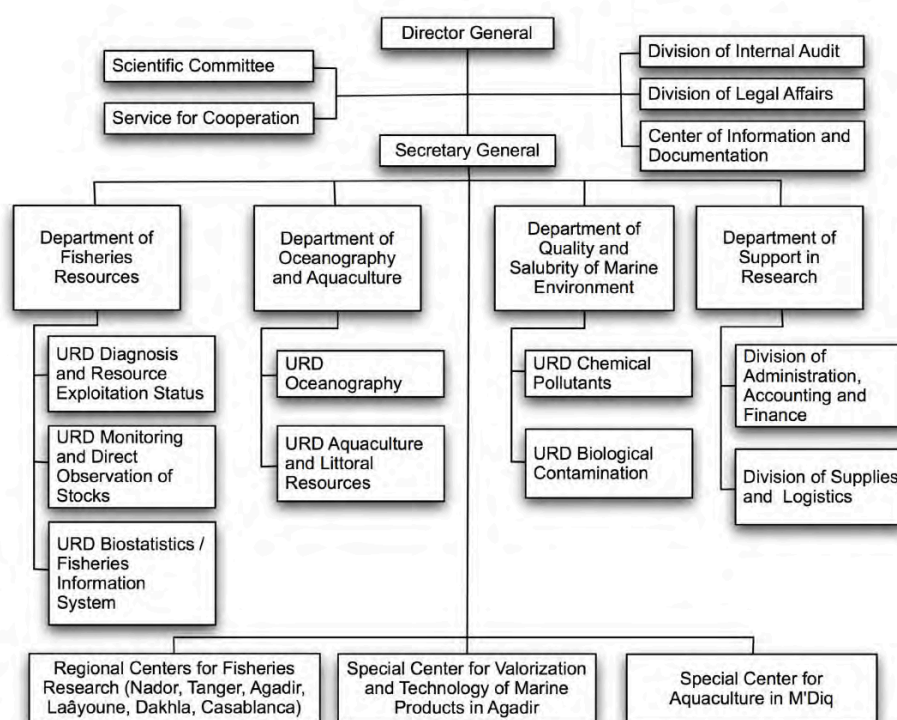 Director General
Scientific Committee
Service for Cooperation
Division of Internal Audit
Division of Legal Affairs
Center of Information and
Documentation
Secretary General
Department of
Fisheries
Resources
Department of
Oceanography
and Aquaculture
Department of
Quality and
Salubrity of Marine
Environment
Department of
Support in
Research
URD Diagnosis
and Resource
Exploitation Status
URD Monitoring
and Direct
Observation of
Stocks
URD Biostatistics /
Fisheries
Information
System
URD
Oceanography
URD Aquaculture
and Littoral
Resources
URD Chemical
Pollutants
URD Biological
Contamination
Division of
Administration,
Accounting and
Finance
Division of Supplies
and Logistics
Regional Centers for Fisheries
Research (Nador, Tanger, Agadir,
Laâyoune, Dakhla, Casablanca)
Special Center for Valorization
and Technology of Marine
Products in Agadir
Special Center for
Aquaculture in M'Diq